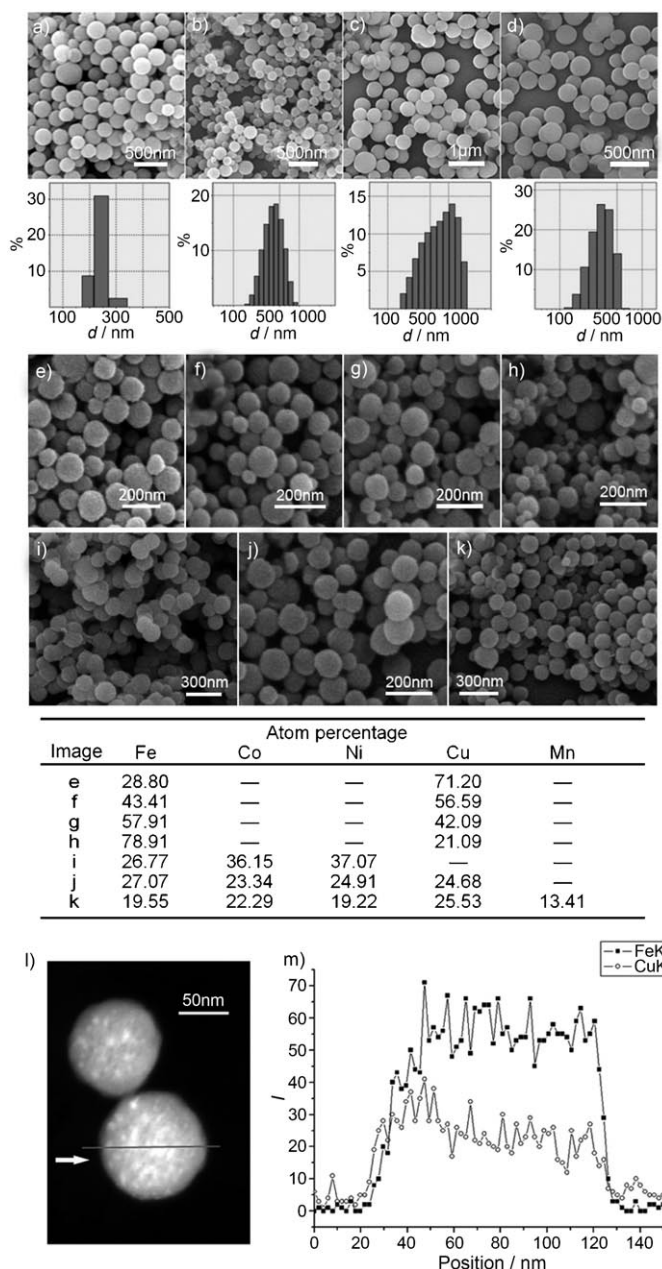 a) b) c) d)
500nm 500nm 1µm 500nm
30 20 10 % 100 300 500 d / nm
20 15 10 5 % 100 500 1000 d / nm
15 10 5 % 100 500 1000 d / nm
30 20 10 % 100 500 1000 d / nm
e) f) g) h)
200nm 200nm 200nm 200nm
i) j) k)
300nm 200nm 300nm
Atom percentage
Image Fe Co Ni Cu Mn
e 28.80 — — 71.20 —
f 43.41 — — 56.59 —
g 57.91 — — 42.09 —
h 78.91 — — 21.09 —
i 26.77 36.15 37.07 — —
j 27.07 23.34 24.91 24.68 —
k 19.55 22.29 19.22 25.53 13.41
l) 50nm
m) FeK
CuK
70
60
50
40
I
30
20
10
0
0 20 40 60 80 100 120 140
Position / nm